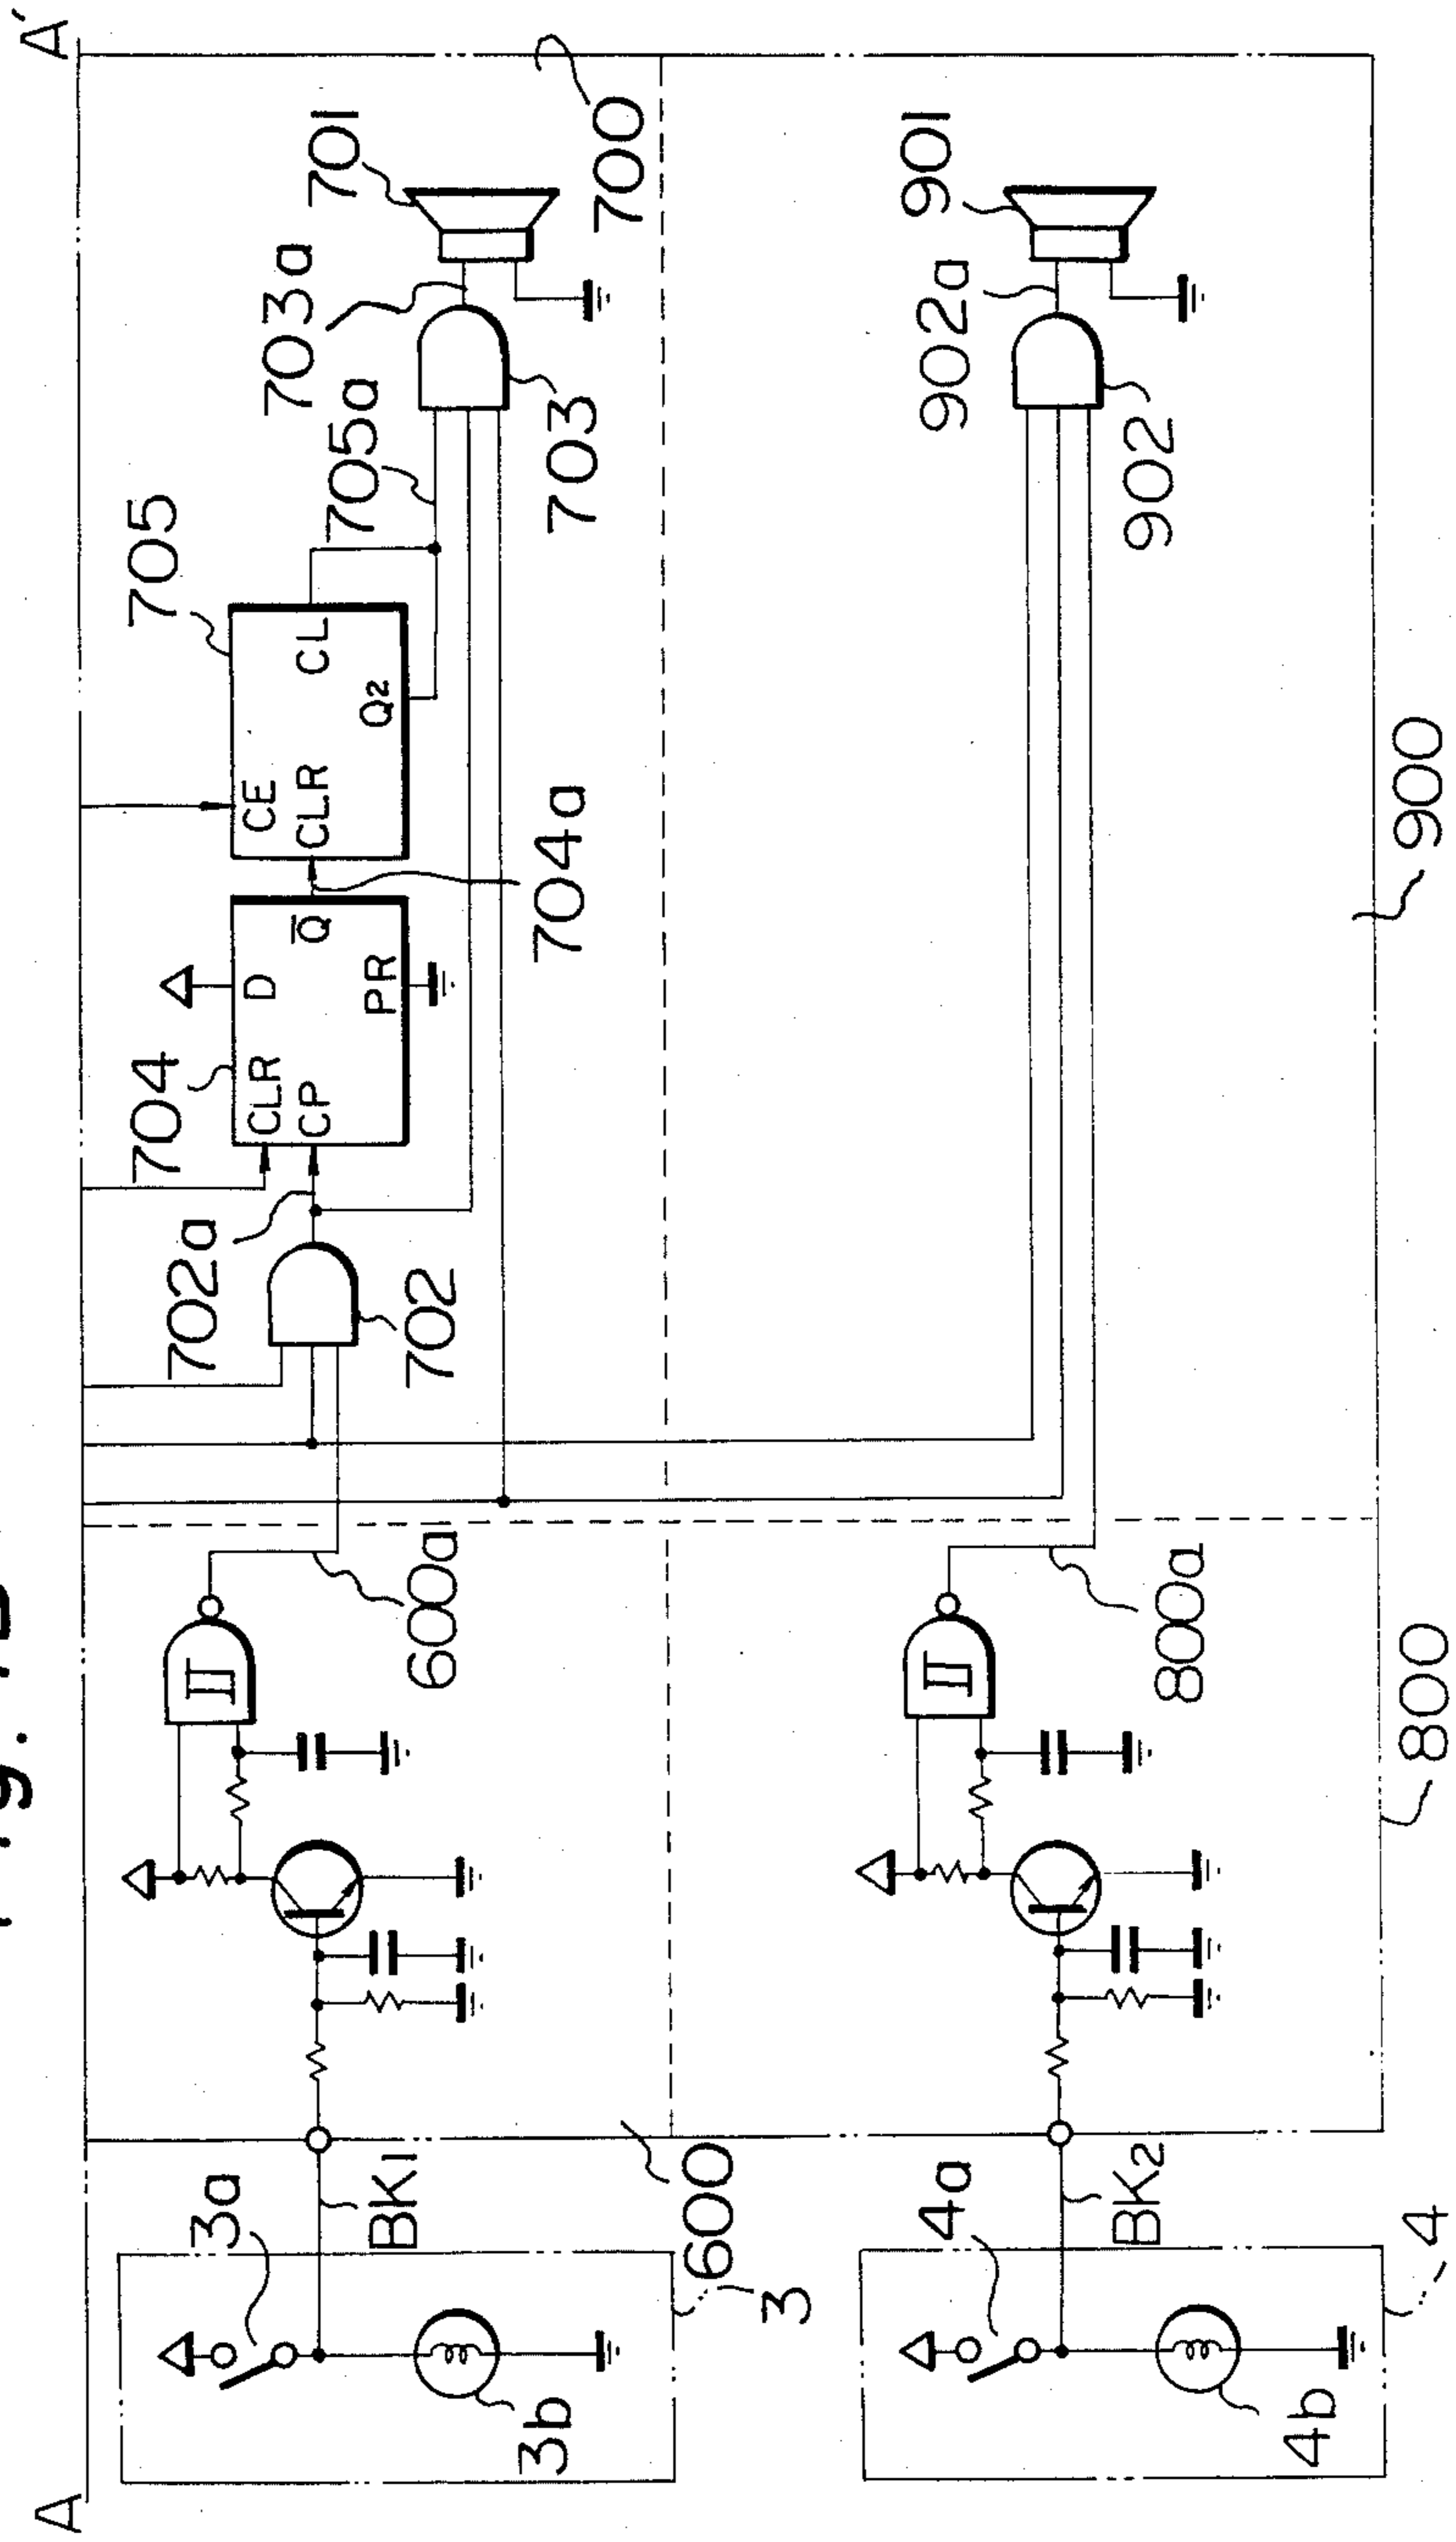 A
A'
3a
3b
3
BK1
600
600a
702
702a
704
CLR
D
CP
Q̅
PR
704a
705
CE
CLR
CL
Q2
705a
703
703a
701
700
4a
4b
4
BK2
800
800a
902
902a
901
900